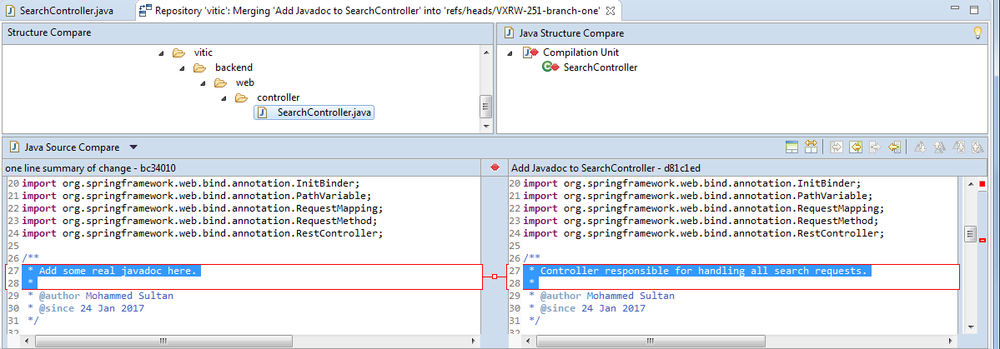 SearchController.java
Repository 'vitic': Merging 'Add Javadoc to SearchController' into 'refs/heads/VXRW-251-branch-one'
Structure Compare
Java Structure Compare
vitic
backend
web
controller
SearchController.java
Compilation Unit
SearchController
Java Source Compare
one line summary of change - bc34010
20 import org.springframework.web.bind.annotation.InitBinder;
21 import org.springframework.web.bind.annotation.PathVariable;
22 import org.springframework.web.bind.annotation.RequestMapping;
23 import org.springframework.web.bind.annotation.RequestMethod;
24 import org.springframework.web.bind.annotation.RestController;
25
26 /**
27 * Add some real javadoc here.
28 *
29 * @author Mohammed Sultan
30 * @since 24 Jan 2017
31 */
32
Add Javadoc to SearchController - d81c1ed
20 import org.springframework.web.bind.annotation.InitBinder;
21 import org.springframework.web.bind.annotation.PathVariable;
22 import org.springframework.web.bind.annotation.RequestMapping;
23 import org.springframework.web.bind.annotation.RequestMethod;
24 import org.springframework.web.bind.annotation.RestController;
25
26 /**
27 * Controller responsible for handling all search requests.
28 *
29 * @author Mohammed Sultan
30 * @since 24 Jan 2017
31 */
32